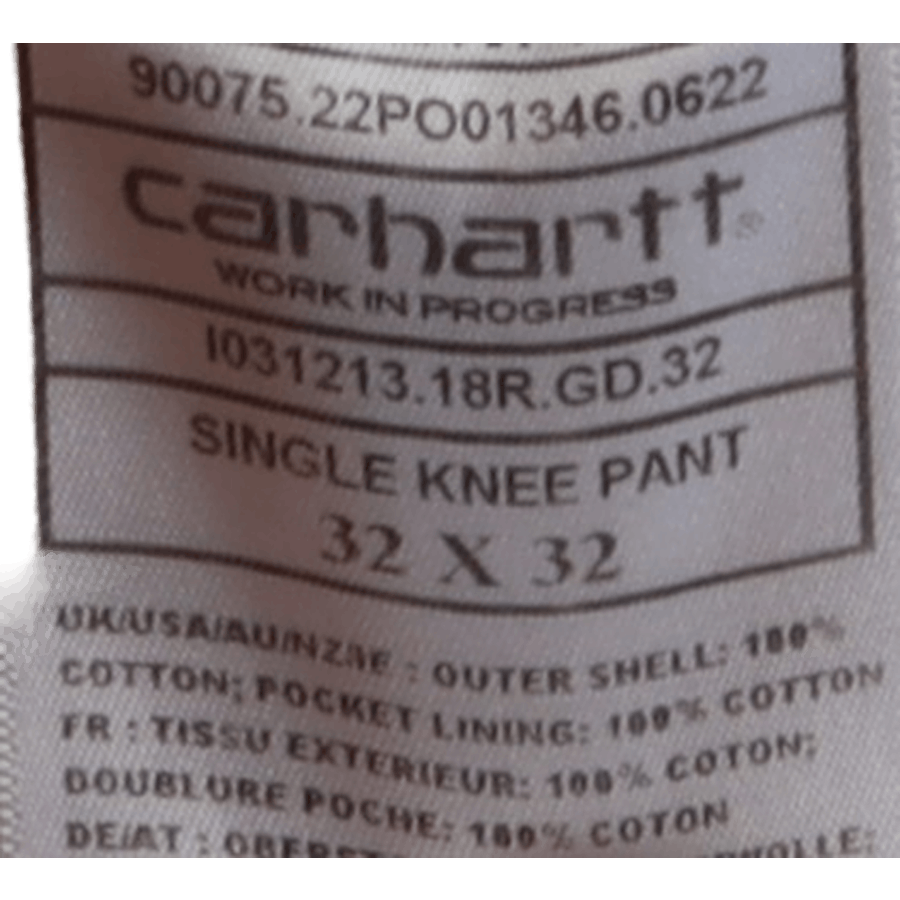 90075.22PO01346.0622
carhartt®
WORK IN PROGRESS
I031213.18R.GD.32
SINGLE KNEE PANT
32 X 32
UK/USA/AU/NZ/IE : OUTER SHELL: 100%
COTTON; POCKET LINING: 100% COTTON
FR : TISSU EXTERIEUR: 100% COTON;
DOUBLURE POCHE: 100% COTON
DE/AT :